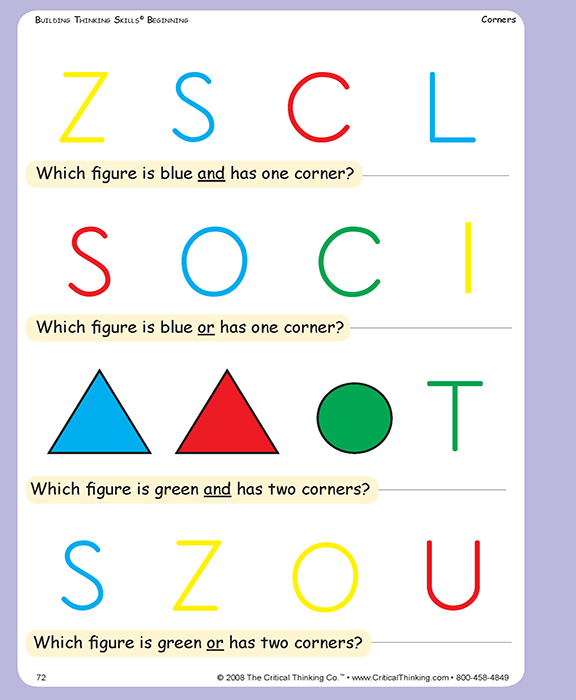 Building Thinking Skills® Beginning Corners
Z S C L
Which figure is blue and has one corner?
S O C I
Which figure is blue or has one corner?
T
Which figure is green and has two corners?
S Z O U
Which figure is green or has two corners?
72 © 2008 The Critical Thinking Co.™ • www.CriticalThinking.com • 800-458-4849